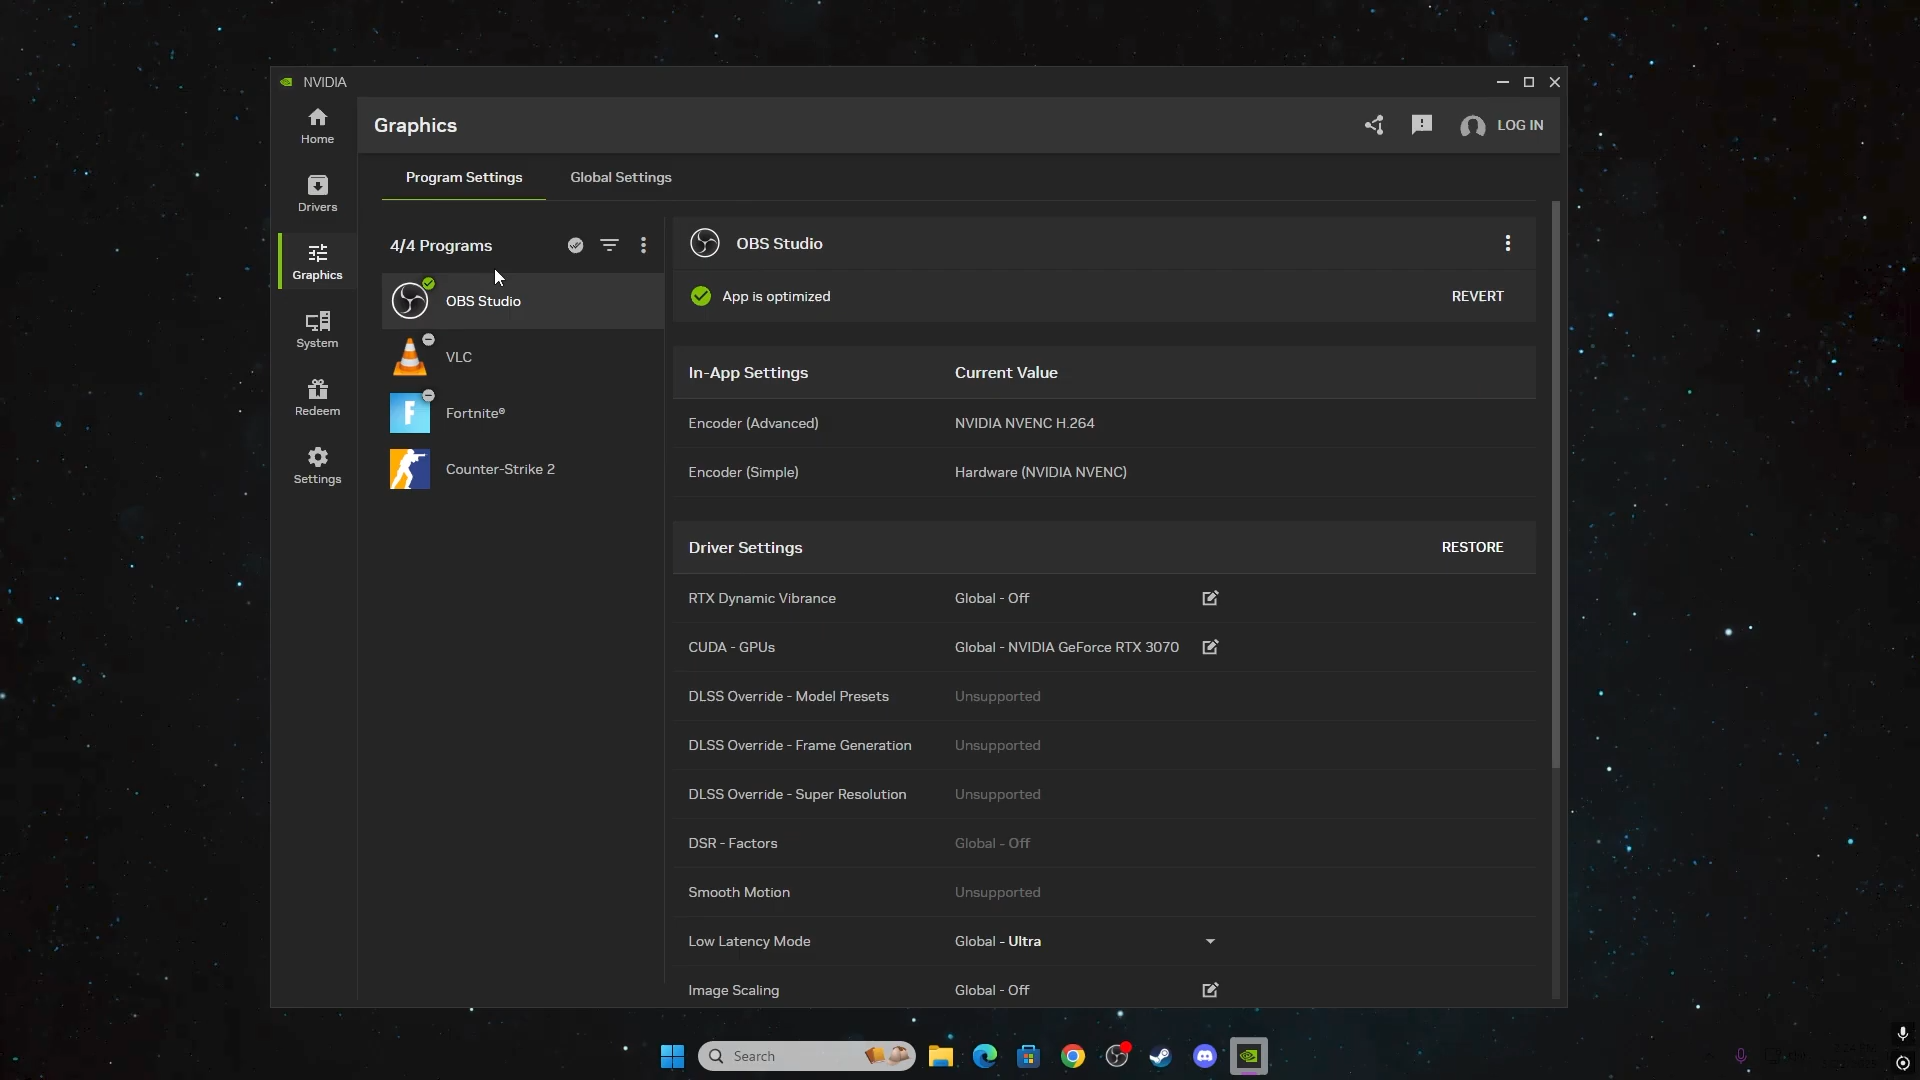 NVIDIA
Home
Drivers
Graphics
System
Redeem
Settings
Graphics
LOG IN
Program Settings
Global Settings
4/4 Programs
OBS Studio
VLC
Fortnite®
Counter-Strike 2
OBS Studio
App is optimized
REVERT
In-App Settings
Current Value
Encoder (Advanced)
NVIDIA NVENC H.264
Encoder (Simple)
Hardware (NVIDIA NVENC)
Driver Settings
RESTORE
RTX Dynamic Vibrance
Global - Off
CUDA - GPUs
Global - NVIDIA GeForce RTX 3070
DLSS Override - Model Presets
Unsupported
DLSS Override - Frame Generation
Unsupported
DLSS Override - Super Resolution
Unsupported
DSR - Factors
Global - Off
Smooth Motion
Unsupported
Low Latency Mode
Global - Ultra
Image Scaling
Global - Off
Search